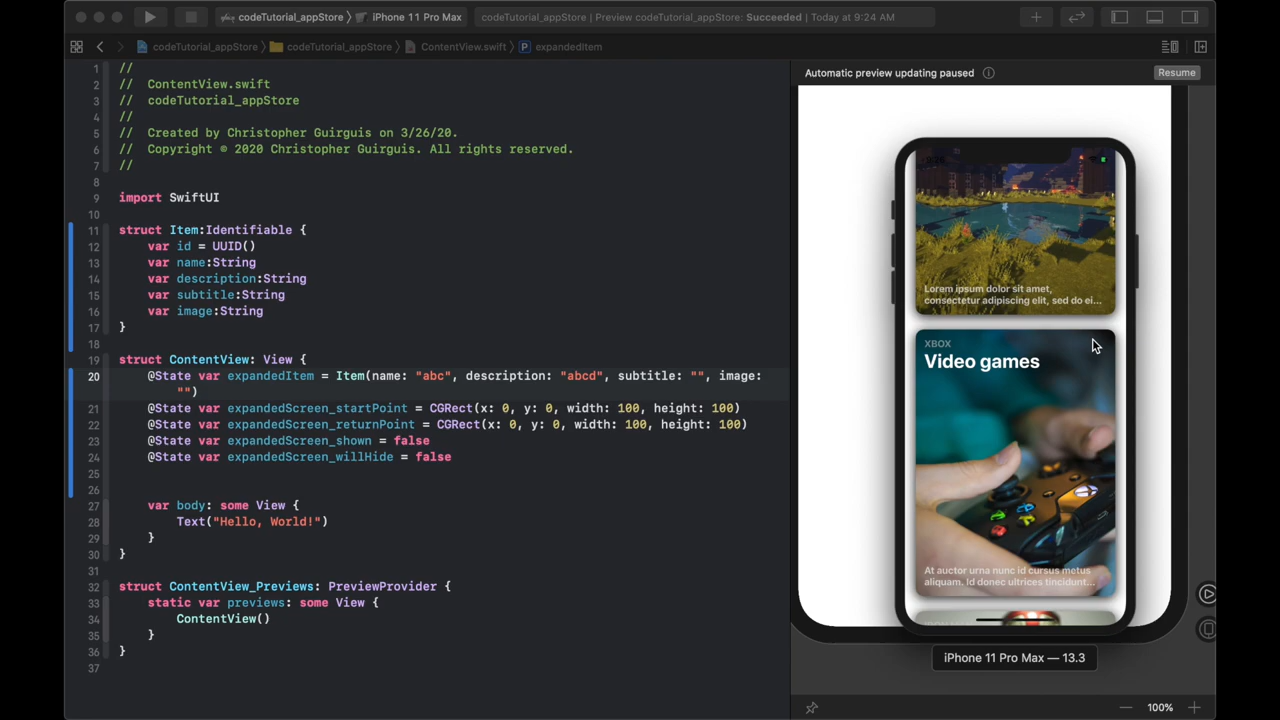 codeTutorial_appStore 〉 iPhone 11 Pro Max
codeTutorial_appStore | Preview codeTutorial_appStore: Succeeded | Today at 9:24 AM
codeTutorial_appStore 〉 codeTutorial_appStore 〉 ContentView.swift 〉 P expandedItem
1 //
2 //  ContentView.swift
3 //  codeTutorial_appStore
4 //
5 //  Created by Christopher Guirguis on 3/26/20.
6 //  Copyright © 2020 Christopher Guirguis. All rights reserved.
7 //
8
9 import SwiftUI
10
11 struct Item:Identifiable {
12     var id = UUID()
13     var name:String
14     var description:String
15     var subtitle:String
16     var image:String
17 }
18
19 struct ContentView: View {
20     @State var expandedItem = Item(name: "abc", description: "abcd", subtitle: "", image:
"")
21     @State var expandedScreen_startPoint = CGRect(x: 0, y: 0, width: 100, height: 100)
22     @State var expandedScreen_returnPoint = CGRect(x: 0, y: 0, width: 100, height: 100)
23     @State var expandedScreen_shown = false
24     @State var expandedScreen_willHide = false
25
26
27     var body: some View {
28         Text("Hello, World!")
29     }
30 }
31
32 struct ContentView_Previews: PreviewProvider {
33     static var previews: some View {
34         ContentView()
35     }
36 }
37
Automatic preview updating paused
Resume
Lorem ipsum dolor sit amet,
consectetur adipiscing elit, sed do ei...
XBOX
Video games
At auctor urna nunc id cursus metus
aliquam. Id donec ultrices tincidunt...
iPhone 11 Pro Max — 13.3
100%